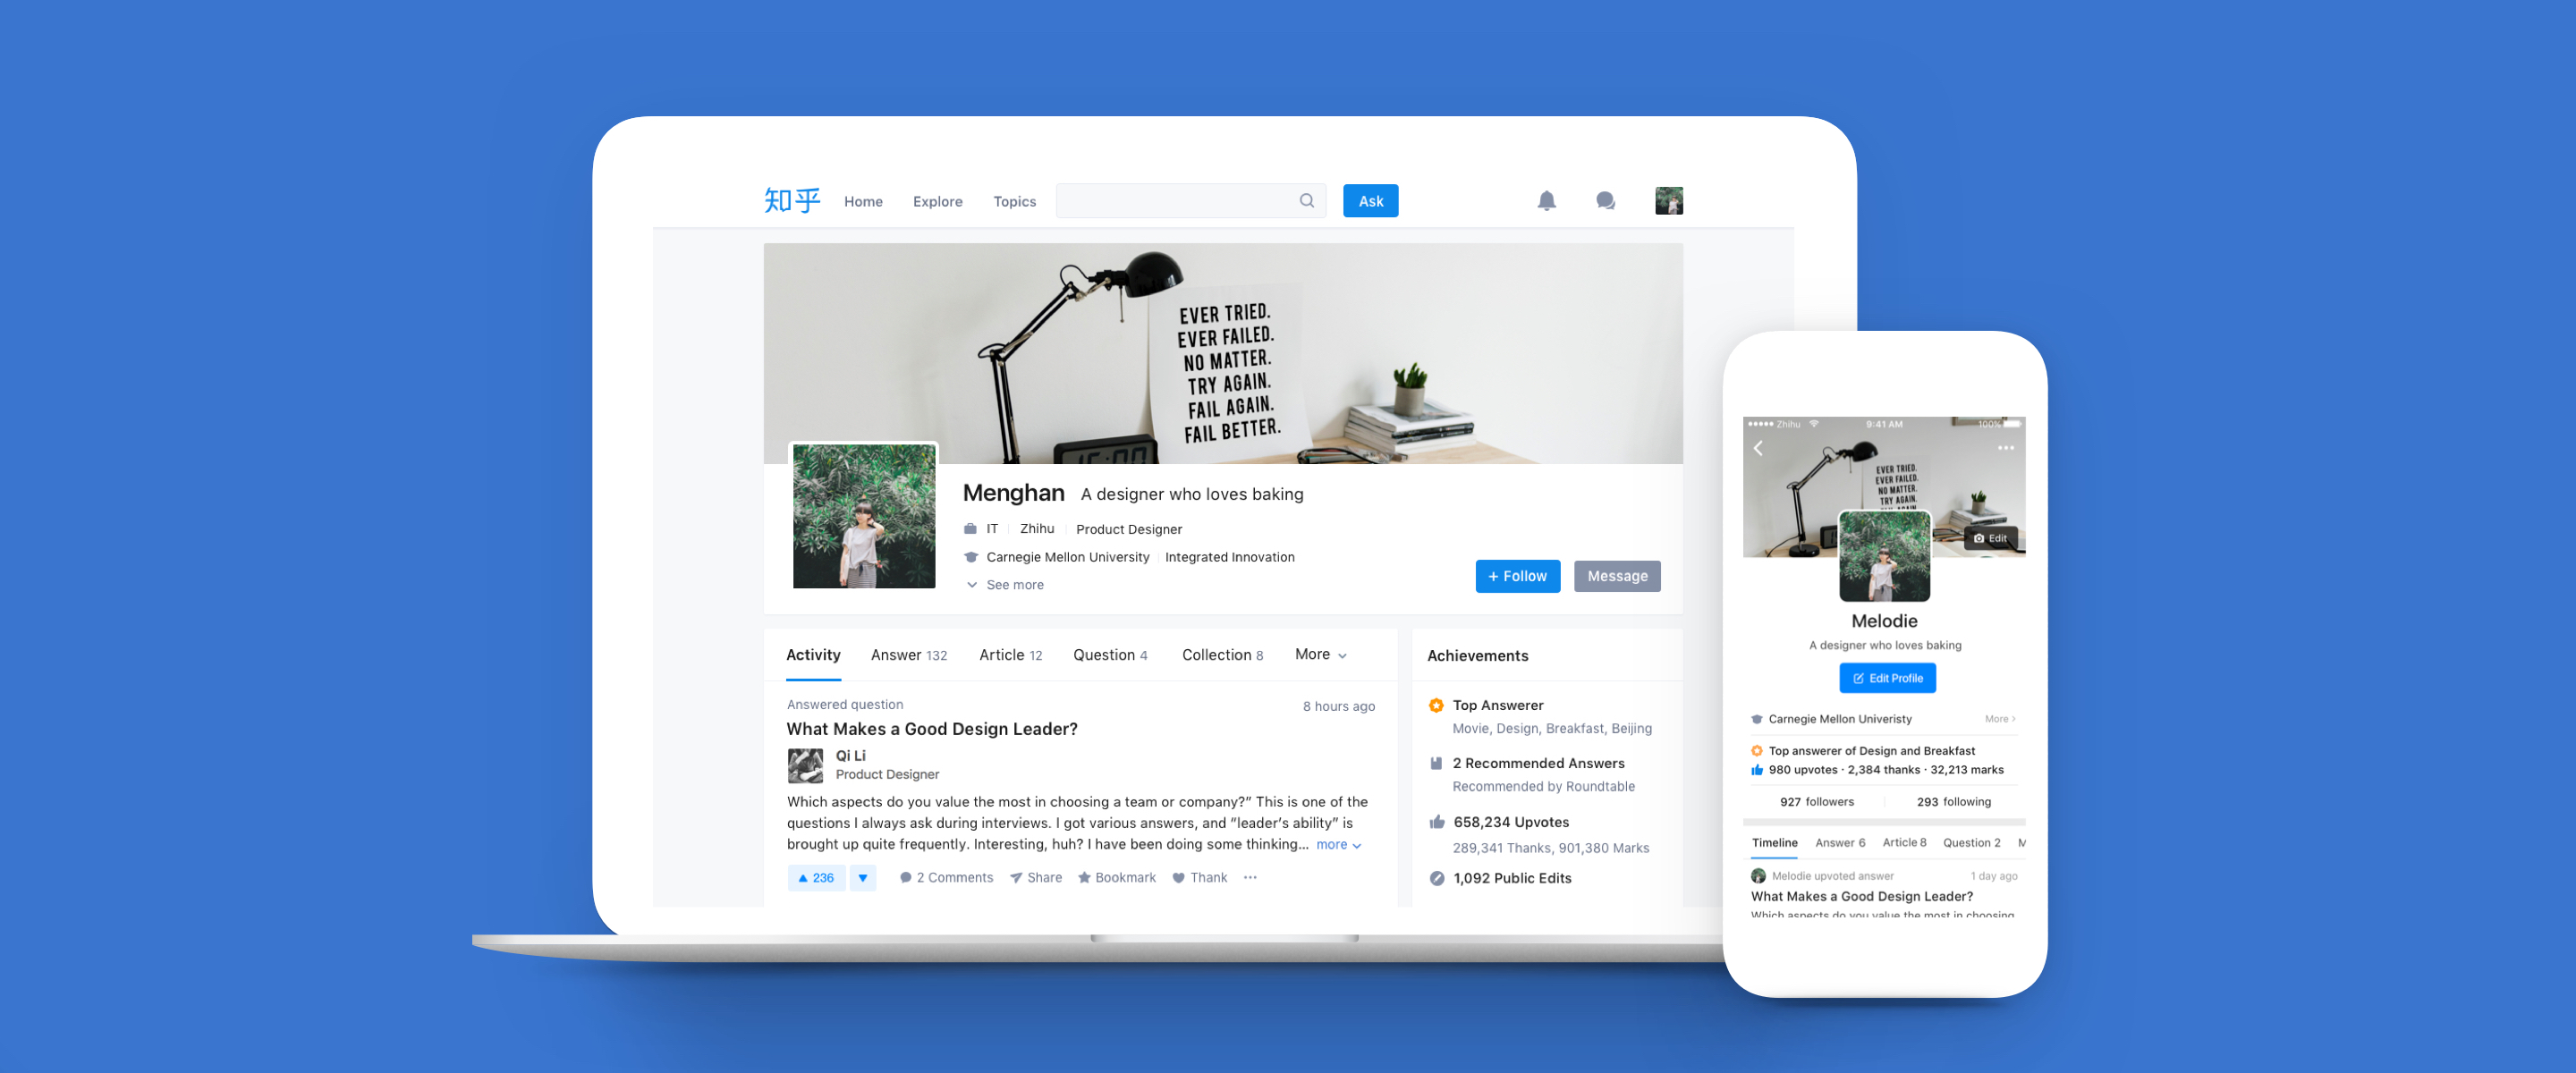 知乎 Home Explore Topics Ask
EVER TRIED.
EVER FAILED.
NO MATTER.
TRY AGAIN.
FAIL AGAIN.
FAIL BETTER.
15:00
Menghan A designer who loves baking
IT Zhihu Product Designer
Carnegie Mellon University Integrated Innovation
See more
+ Follow Message
Activity Answer 132 Article 12 Question 4 Collection 8 More
Answered question 8 hours ago
What Makes a Good Design Leader?
Qi Li
Product Designer
Which aspects do you value the most in choosing a team or company?” This is one of the
questions I always ask during interviews. I got various answers, and “leader’s ability” is
brought up quite frequently. Interesting, huh? I have been doing some thinking... more
236 2 Comments Share Bookmark Thank ...
Achievements
Top Answerer
Movie, Design, Breakfast, Beijing
2 Recommended Answers
Recommended by Roundtable
658,234 Upvotes
289,341 Thanks, 901,380 Marks
1,092 Public Edits
Zhihu 9:41 AM 100%
EVER TRIED.
EVER FAILED.
NO MATTER.
TRY AGAIN.
Edit
Melodie
A designer who loves baking
Edit Profile
Carnegie Mellon Univeristy More >
Top answerer of Design and Breakfast
980 upvotes · 2,384 thanks · 32,213 marks
927 followers 293 following
Timeline Answer 6 Article 8 Question 2 M
Melodie upvoted answer 1 day ago
What Makes a Good Design Leader?
Which aspects do you value the most in choosing